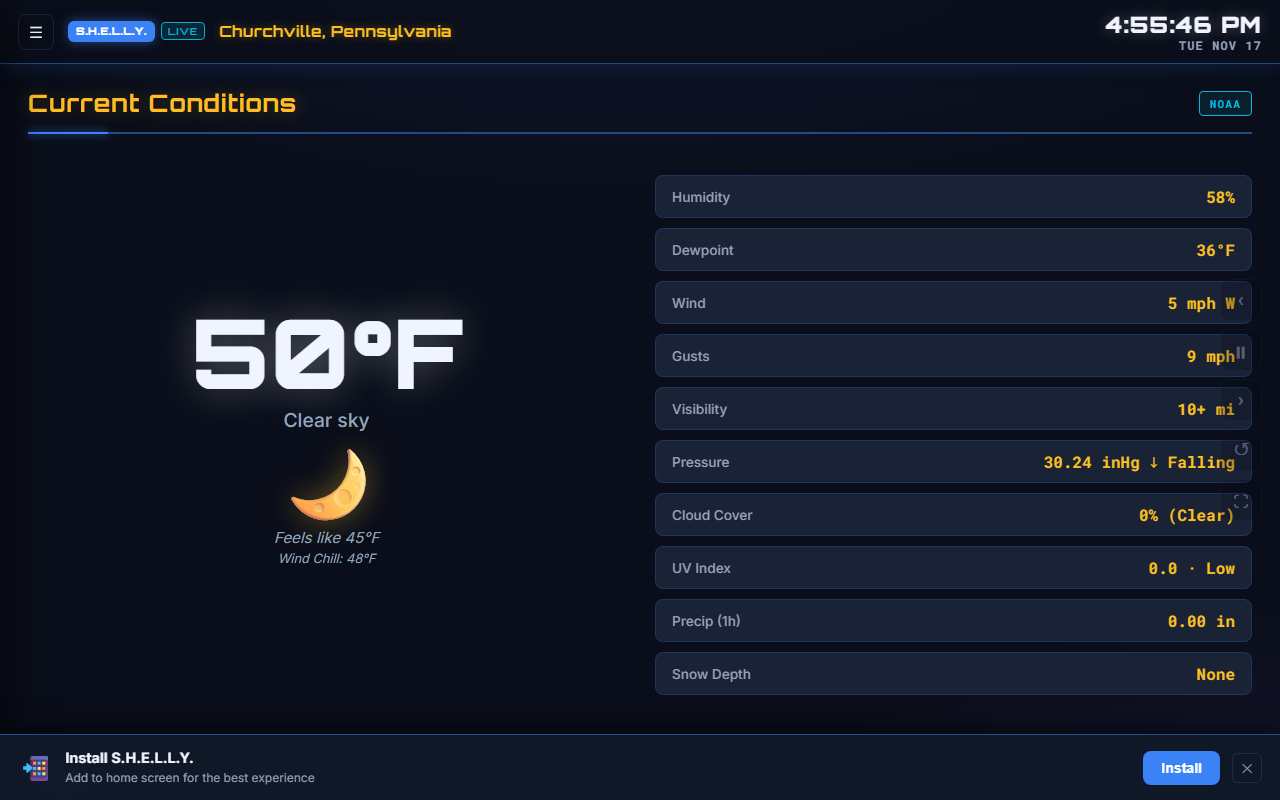 ☰ S.H.E.L.L.Y. LIVE Churchville, Pennsylvania
4:55:46 PM
TUE NOV 17
Current Conditions
NOAA
50°F
Clear sky
Feels like 45°F
Wind Chill: 48°F
Humidity 58%
Dewpoint 36°F
Wind 5 mph W
Gusts 9 mph
Visibility 10+ mi
Pressure 30.24 inHg ↓ Falling
Cloud Cover 0% (Clear)
UV Index 0.0 · Low
Precip (1h) 0.00 in
Snow Depth None
Install S.H.E.L.L.Y.
Add to home screen for the best experience
Install ×